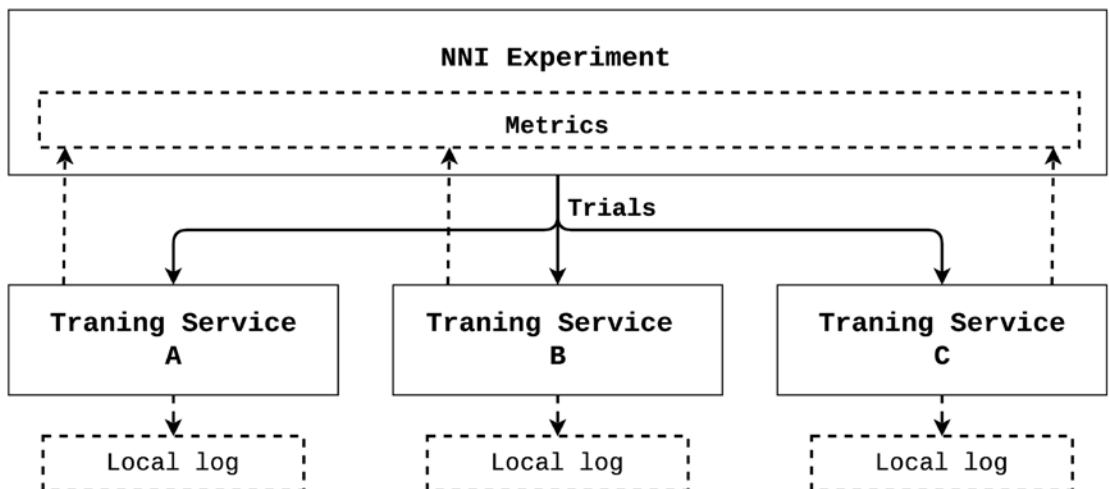 NNI Experiment
Metrics
Trials
Traning Service
A
Traning Service
B
Traning Service
C
Local log
Local log
Local log